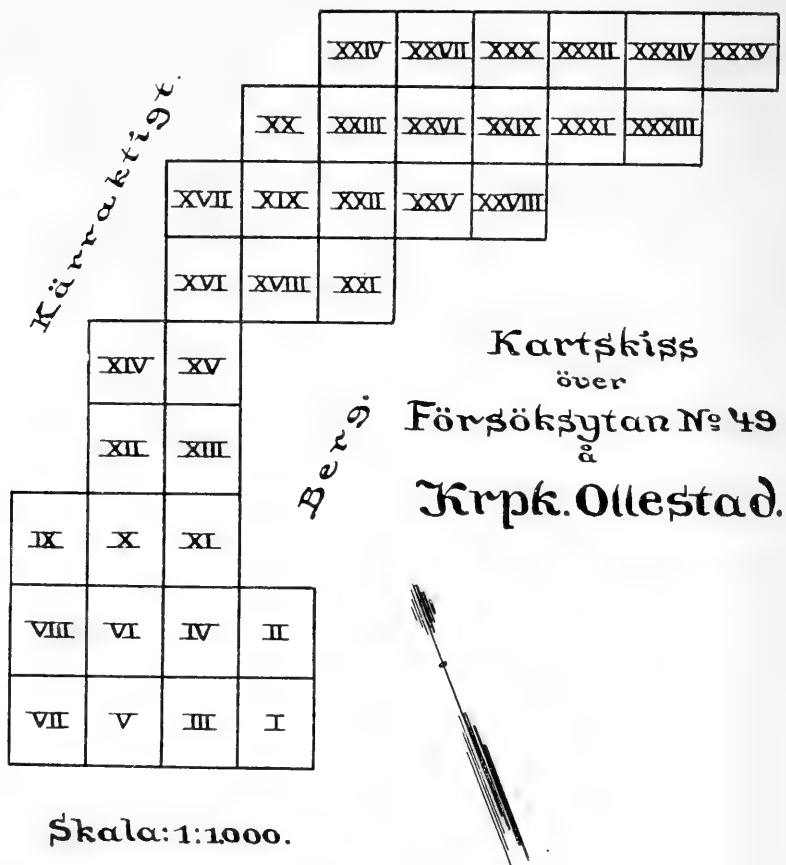 XXIV XXVII XXX XXXII XXXIV XXXV
XX XXIII XXVI XXIX XXXI XXXIII
XVII XIX XXII XXV XXVIII
XVI XVIII XXI
XIV XV
XII XIII
IX X XI
VIII VI IV II
VII V III I
Kärraktigt.
Berg.
Kartskiss
över
Försöksytan No 49
å
Krpk. Ollestad.
Skala: 1:1000.